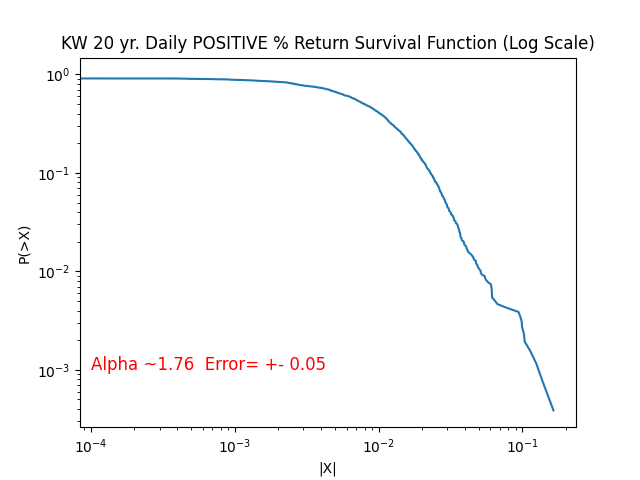 KW 20 yr. Daily POSITIVE % Return Survival Function (Log Scale)
10⁰
10⁻¹
10⁻²
10⁻³
P(>X)
Alpha ~1.76  Error= +- 0.05
10⁻⁴ 10⁻³ 10⁻² 10⁻¹
|X|